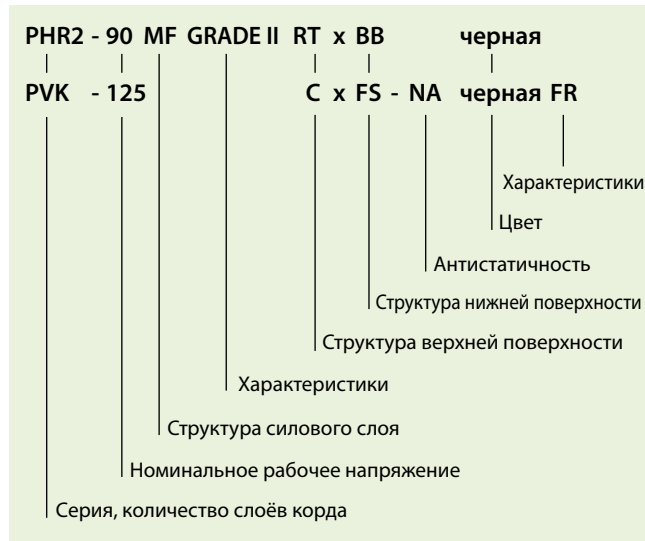 PHR2 - 90 MF GRADE II RT x BB черная
PVK - 125 C x FS - NA черная FR
Характеристики
Цвет
Антистатичность
Структура нижней поверхности
Структура верхней поверхности
Характеристики
Структура силового слоя
Номинальное рабочее напряжение
Серия, количество слоёв корда